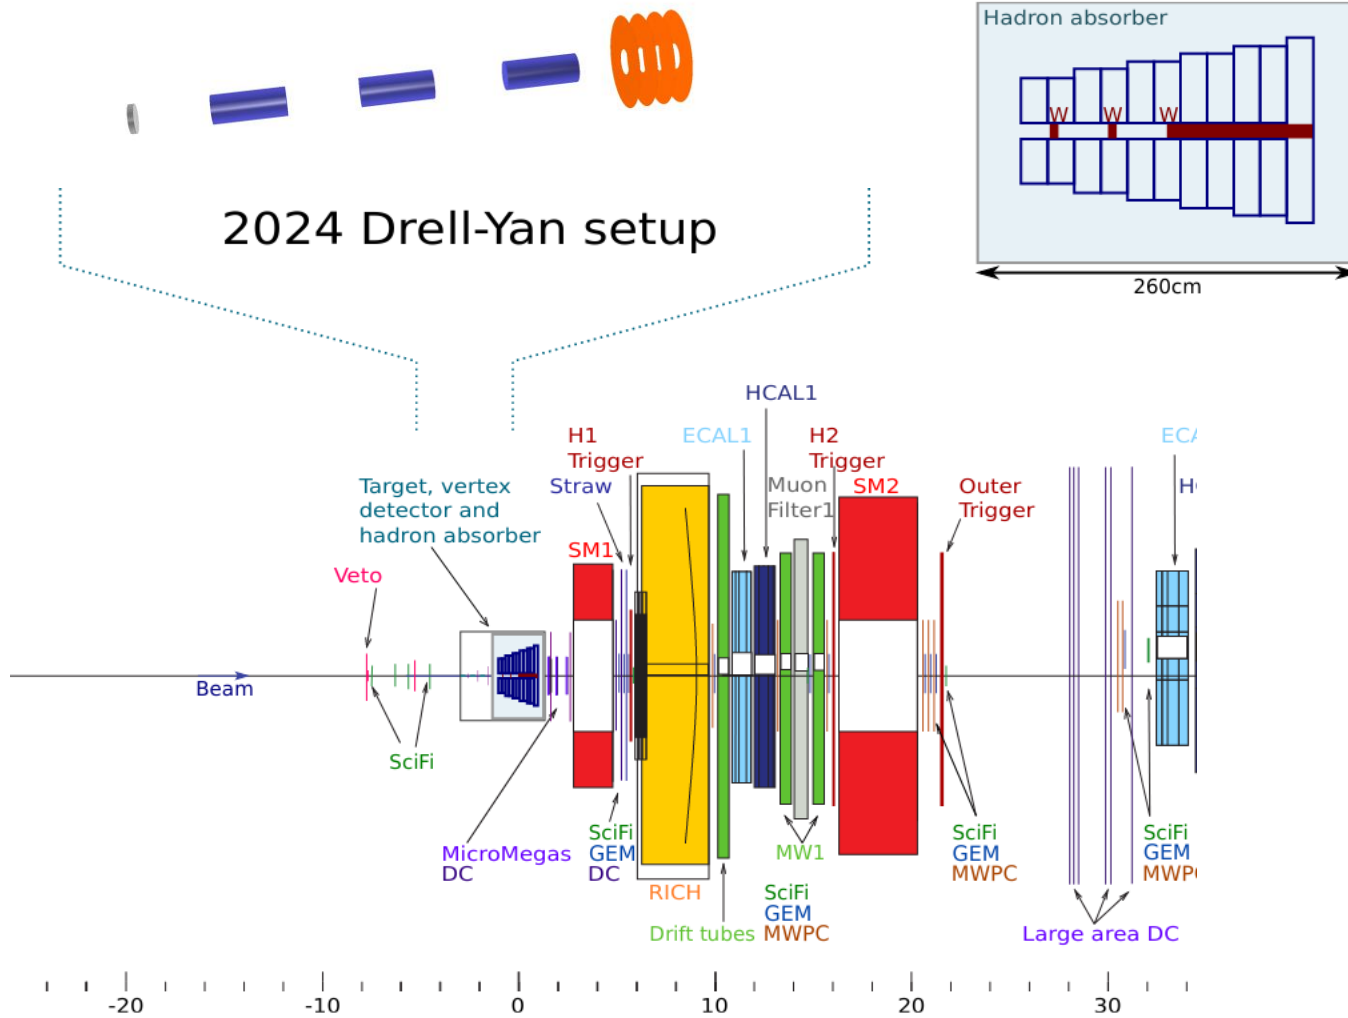 Hadron absorber
W W W
260cm
2024 Drell-Yan setup
HCAL1
H1
Trigger
ECAL1
H2
Trigger
ECA
Straw
Target, vertex
detector and
hadron absorber
Muon
Filter1
SM2
Outer
Trigger
H
SM1
Veto
Beam
SciFi
MicroMegas
DC
SciFi
GEM
DC
RICH
Drift tubes
MW1
SciFi
GEM
MWPC
SciFi
GEM
MWPC
SciFi
GEM
MWP
Large area DC
-20 -10 0 10 20 30